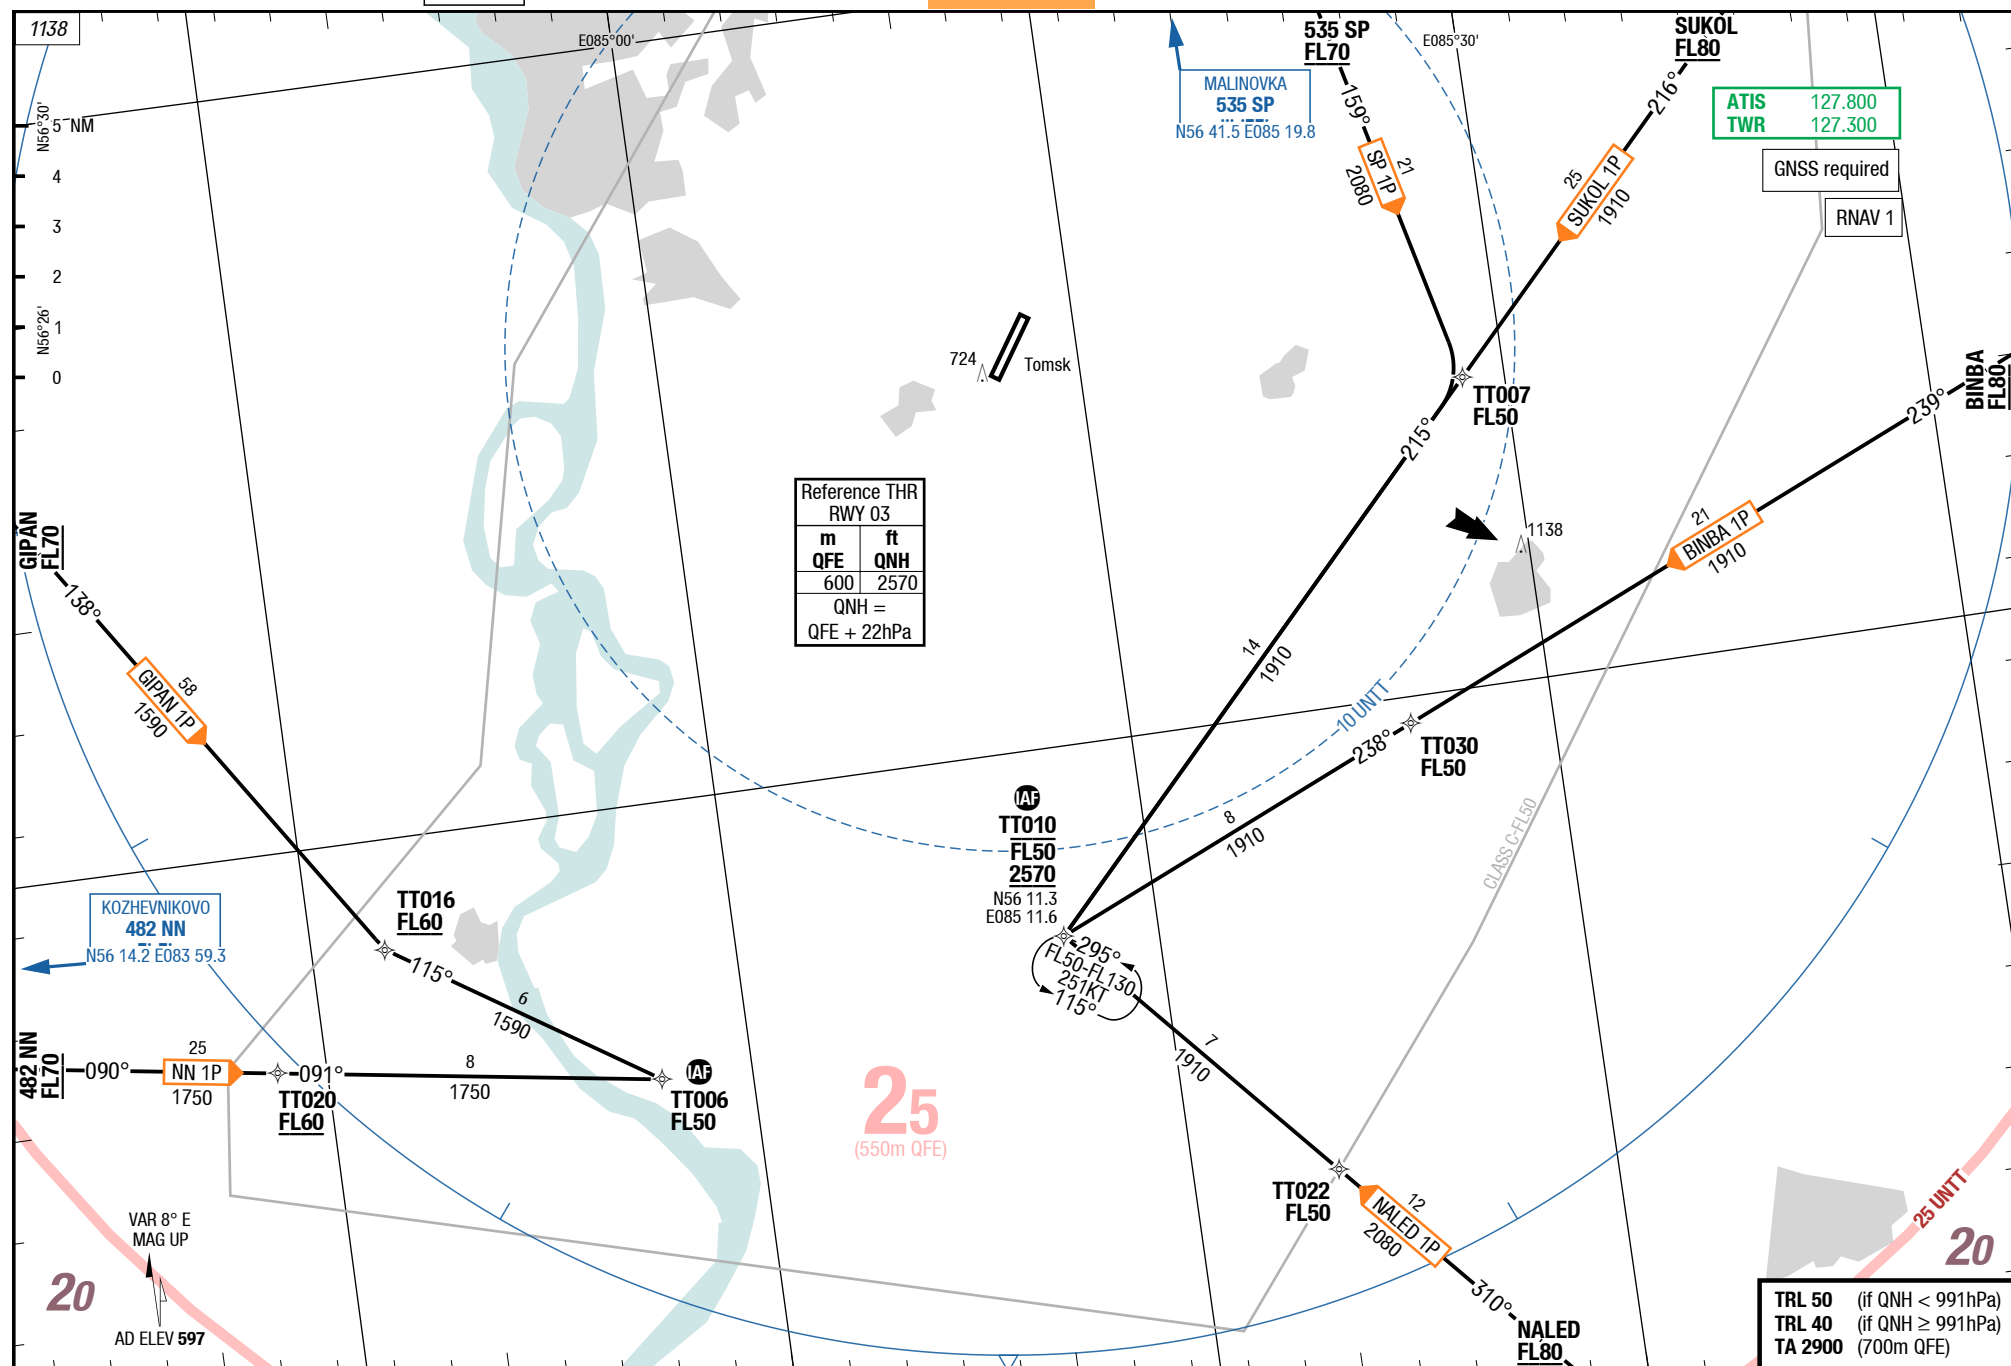 1138
E085°00'
535 SP
FL70
E085°30'
SUKOL
FL80
MALINOVKA
535 SP
N56 41.5 E085 19.8
ATIS 127.800
TWR 127.300
GNSS required
RNAV 1
N56°30'
5 NM
4
3
2
1
0
N56°26'
159°
21
SP 1P
2080
216°
25
SUKOL 1P
1910
724
Tomsk
TT007
FL50
215°
BINBA
FL80
239°
21
BINBA 1P
1910
1138
Reference THR
RWY 03
m ft
QFE QNH
600 2570
QNH =
QFE + 22hPa
GIPAN
FL70
138°
58
GIPAN 1P
1590
14
1910
10 UNTT
238°
TT030
FL50
8
1910
CLASS C-FL50
IAF
TT010
FL50
2570
N56 11.3
E085 11.6
295°
FL50-FL130
251KT
115°
KOZHEVNIKOVO
482 NN
N56 14.2 E083 59.3
TT016
FL60
115°
6
1590
482 NN
FL70
090°
25
NN 1P
1750
091°
TT020
FL60
8
1750
IAF
TT006
FL50
25
(550m QFE)
7
1910
TT022
FL50
12
NALED 1P
2080
310°
NALED
FL80
25 UNTT
20
20
VAR 8° E
MAG UP
AD ELEV 597
TRL 50 (if QNH < 991hPa)
TRL 40 (if QNH ≥ 991hPa)
TA 2900 (700m QFE)